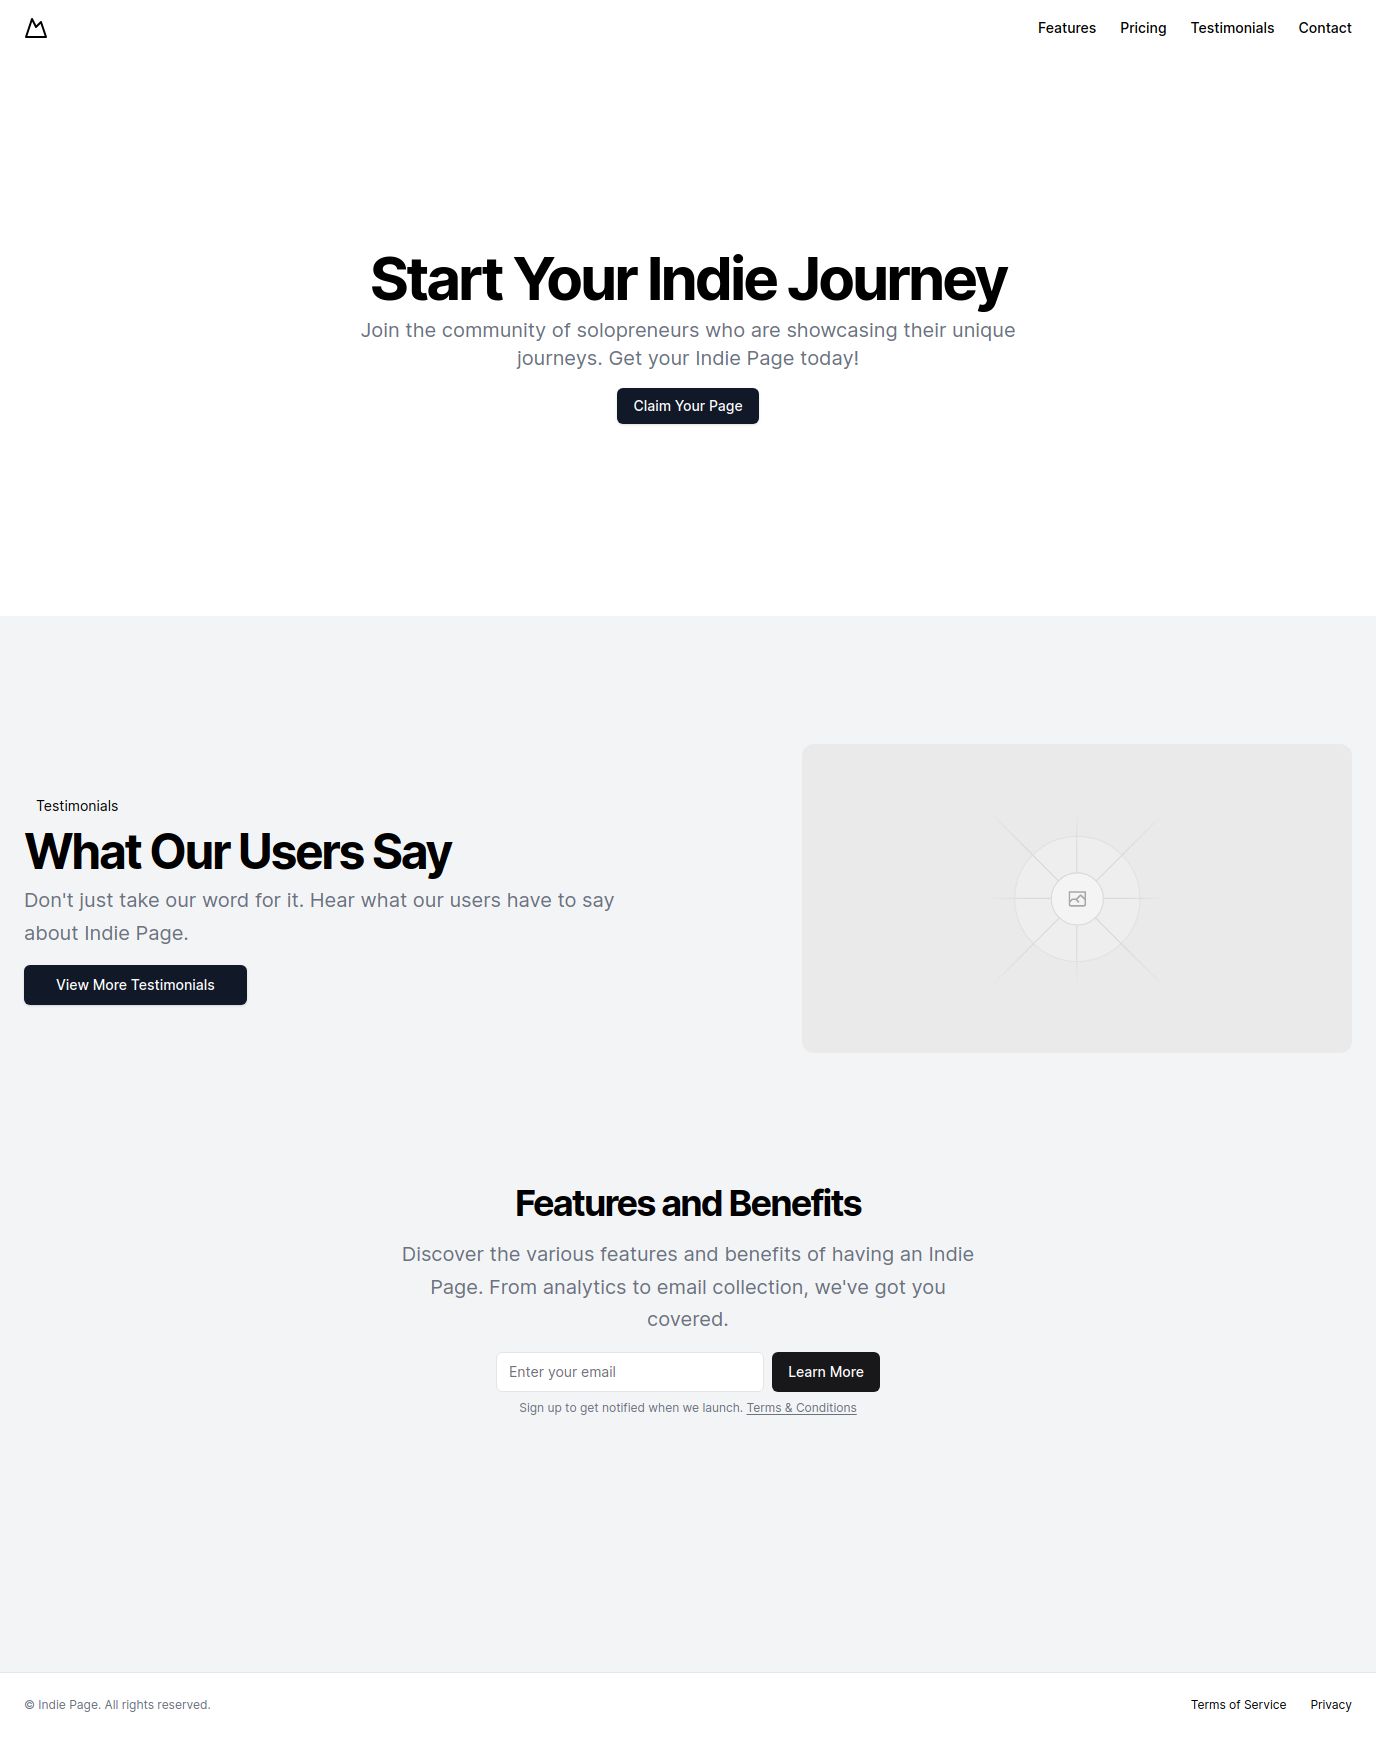 Features Pricing Testimonials Contact
Start Your Indie Journey
Join the community of solopreneurs who are showcasing their unique
journeys. Get your Indie Page today!
Claim Your Page
Testimonials
What Our Users Say
Don't just take our word for it. Hear what our users have to say
about Indie Page.
View More Testimonials
Features and Benefits
Discover the various features and benefits of having an Indie
Page. From analytics to email collection, we've got you
covered.
Enter your email Learn More
Sign up to get notified when we launch. Terms & Conditions
© Indie Page. All rights reserved. Terms of Service Privacy